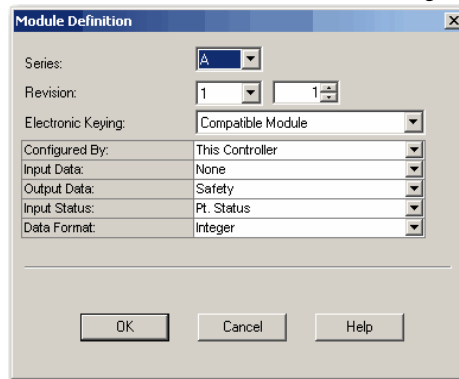 Module Definition
Series: A
Revision: 1 1
Electronic Keying: Compatible Module
Configured By: This Controller
Input Data: None
Output Data: Safety
Input Status: Pt. Status
Data Format: Integer
OK Cancel Help